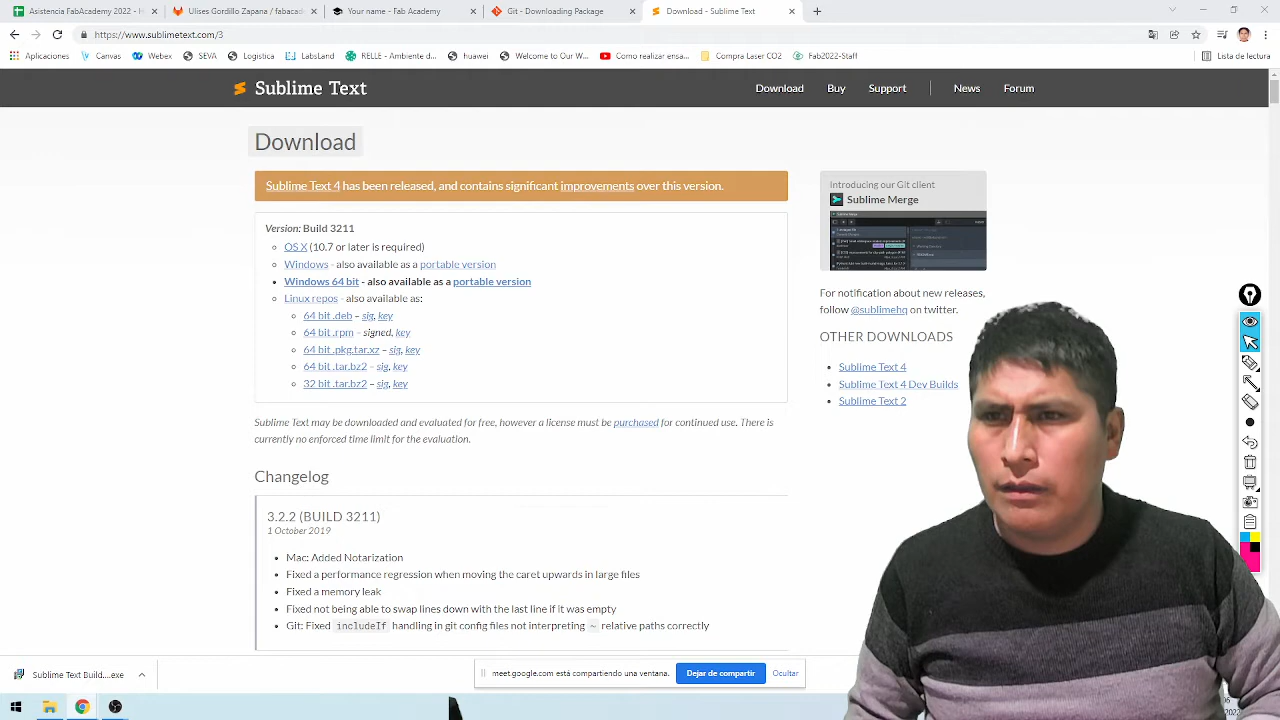 Asistencia FabAcademy 2022 - H
Ulises Gordillo Zapana / fabacad
Your name - Fab Academy
Git - Downloading Package
Download - Sublime Text
https://www.sublimetext.com/3
Aplicaciones
Canvas
Webex
SEVA
Logistica
LabsLand
RELLE - Ambiente d...
huawei
Welcome to Our W...
Como realizar ensa...
Compra Laser CO2
Fab2022-Staff
Lista de lectura
Sublime Text
Download
Buy
Support
News
Forum
Download
Sublime Text 4 has been released, and contains significant improvements over this version.
Build 3211
OS X (10.7 or later is required)
Windows - also available as a portable version
Windows 64 bit - also available as a portable version
Linux repos - also available as:
64 bit .deb – sig, key
64 bit .rpm – signed, key
64 bit .pkg.tar.xz – sig, key
64 bit .tar.bz2 – sig, key
32 bit .tar.bz2 – sig, key
Sublime Text may be downloaded and evaluated for free, however a license must be purchased for continued use. There is
currently no enforced time limit for the evaluation.
Introducing our Git client
Sublime Merge
For notification about new releases,
follow @sublimehq on twitter.
OTHER DOWNLOADS
Sublime Text 4
Sublime Text 4 Dev Builds
Sublime Text 2
Changelog
3.2.2 (BUILD 3211)
1 October 2019
Mac: Added Notarization
Fixed a performance regression when moving the caret upwards in large files
Fixed a memory leak
Fixed not being able to swap lines down with the last line if it was empty
Git: Fixed includeIf handling in git config files not interpreting ~ relative paths correctly
Sublime Text Build....exe
meet.google.com está compartiendo una ventana.
Dejar de compartir
Ocultar